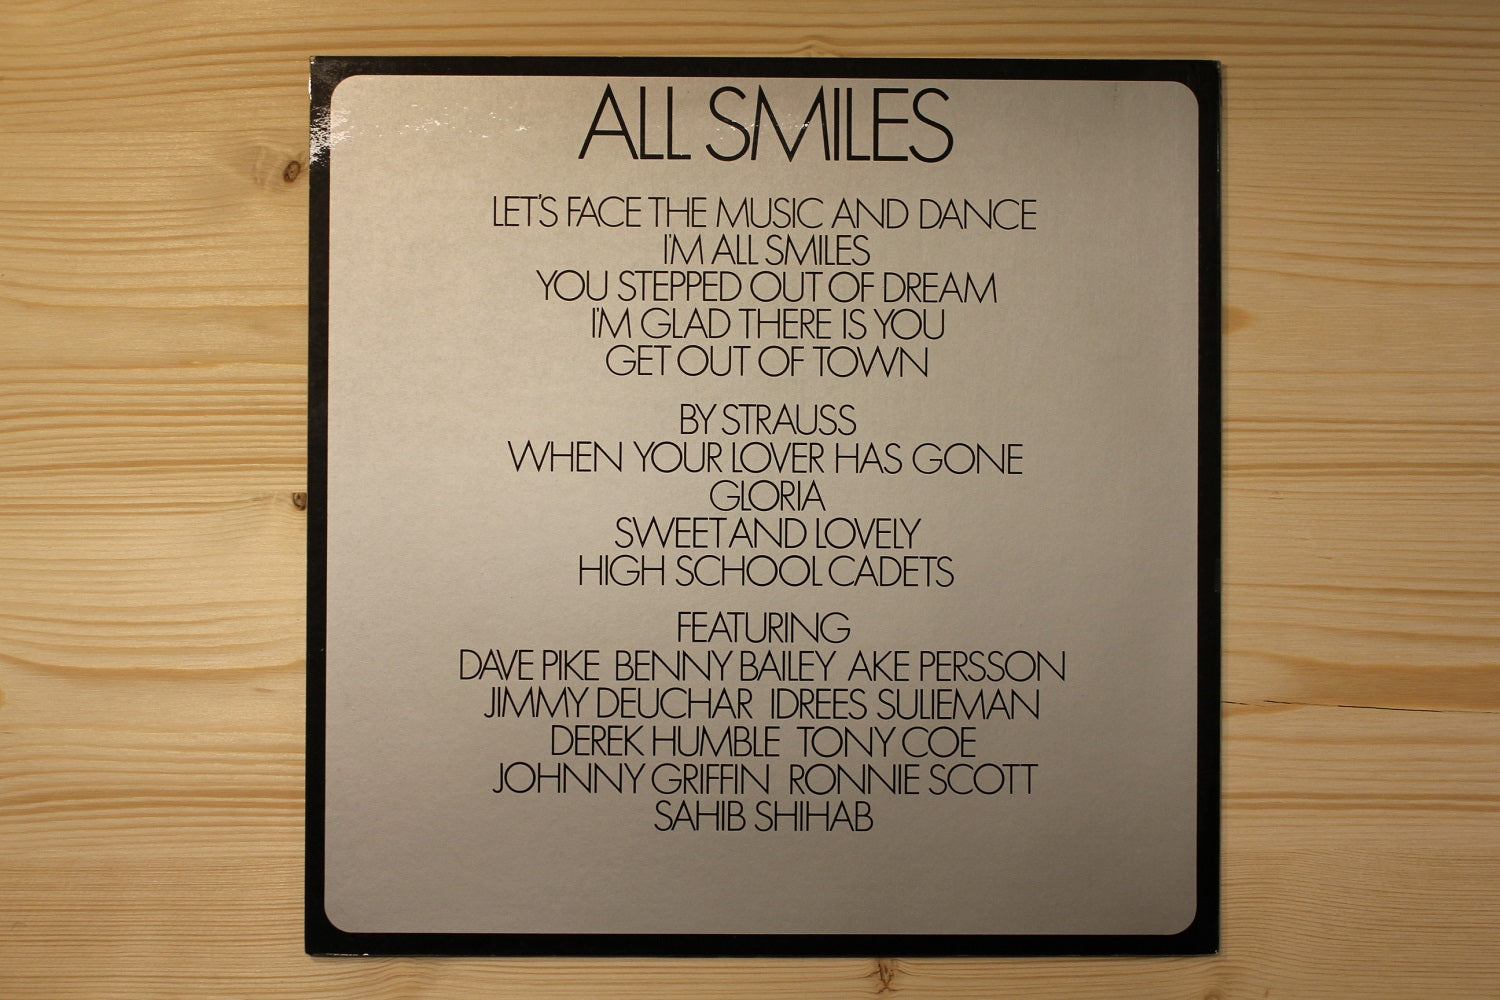 ALL SMILES
LET'S FACE THE MUSIC AND DANCE
I'M ALL SMILES
YOU STEPPED OUT OF DREAM
I'M GLAD THERE IS YOU
GET OUT OF TOWN
BY STRAUSS
WHEN YOUR LOVER HAS GONE
GLORIA
SWEET AND LOVELY
HIGH SCHOOL CADETS
FEATURING
DAVE PIKE BENNY BAILEY AKE PERSSON
JIMMY DEUCHAR IDREES SULIEMAN
DEREK HUMBLE TONY COE
JOHNNY GRIFFIN RONNIE SCOTT
SAHIB SHIHAB